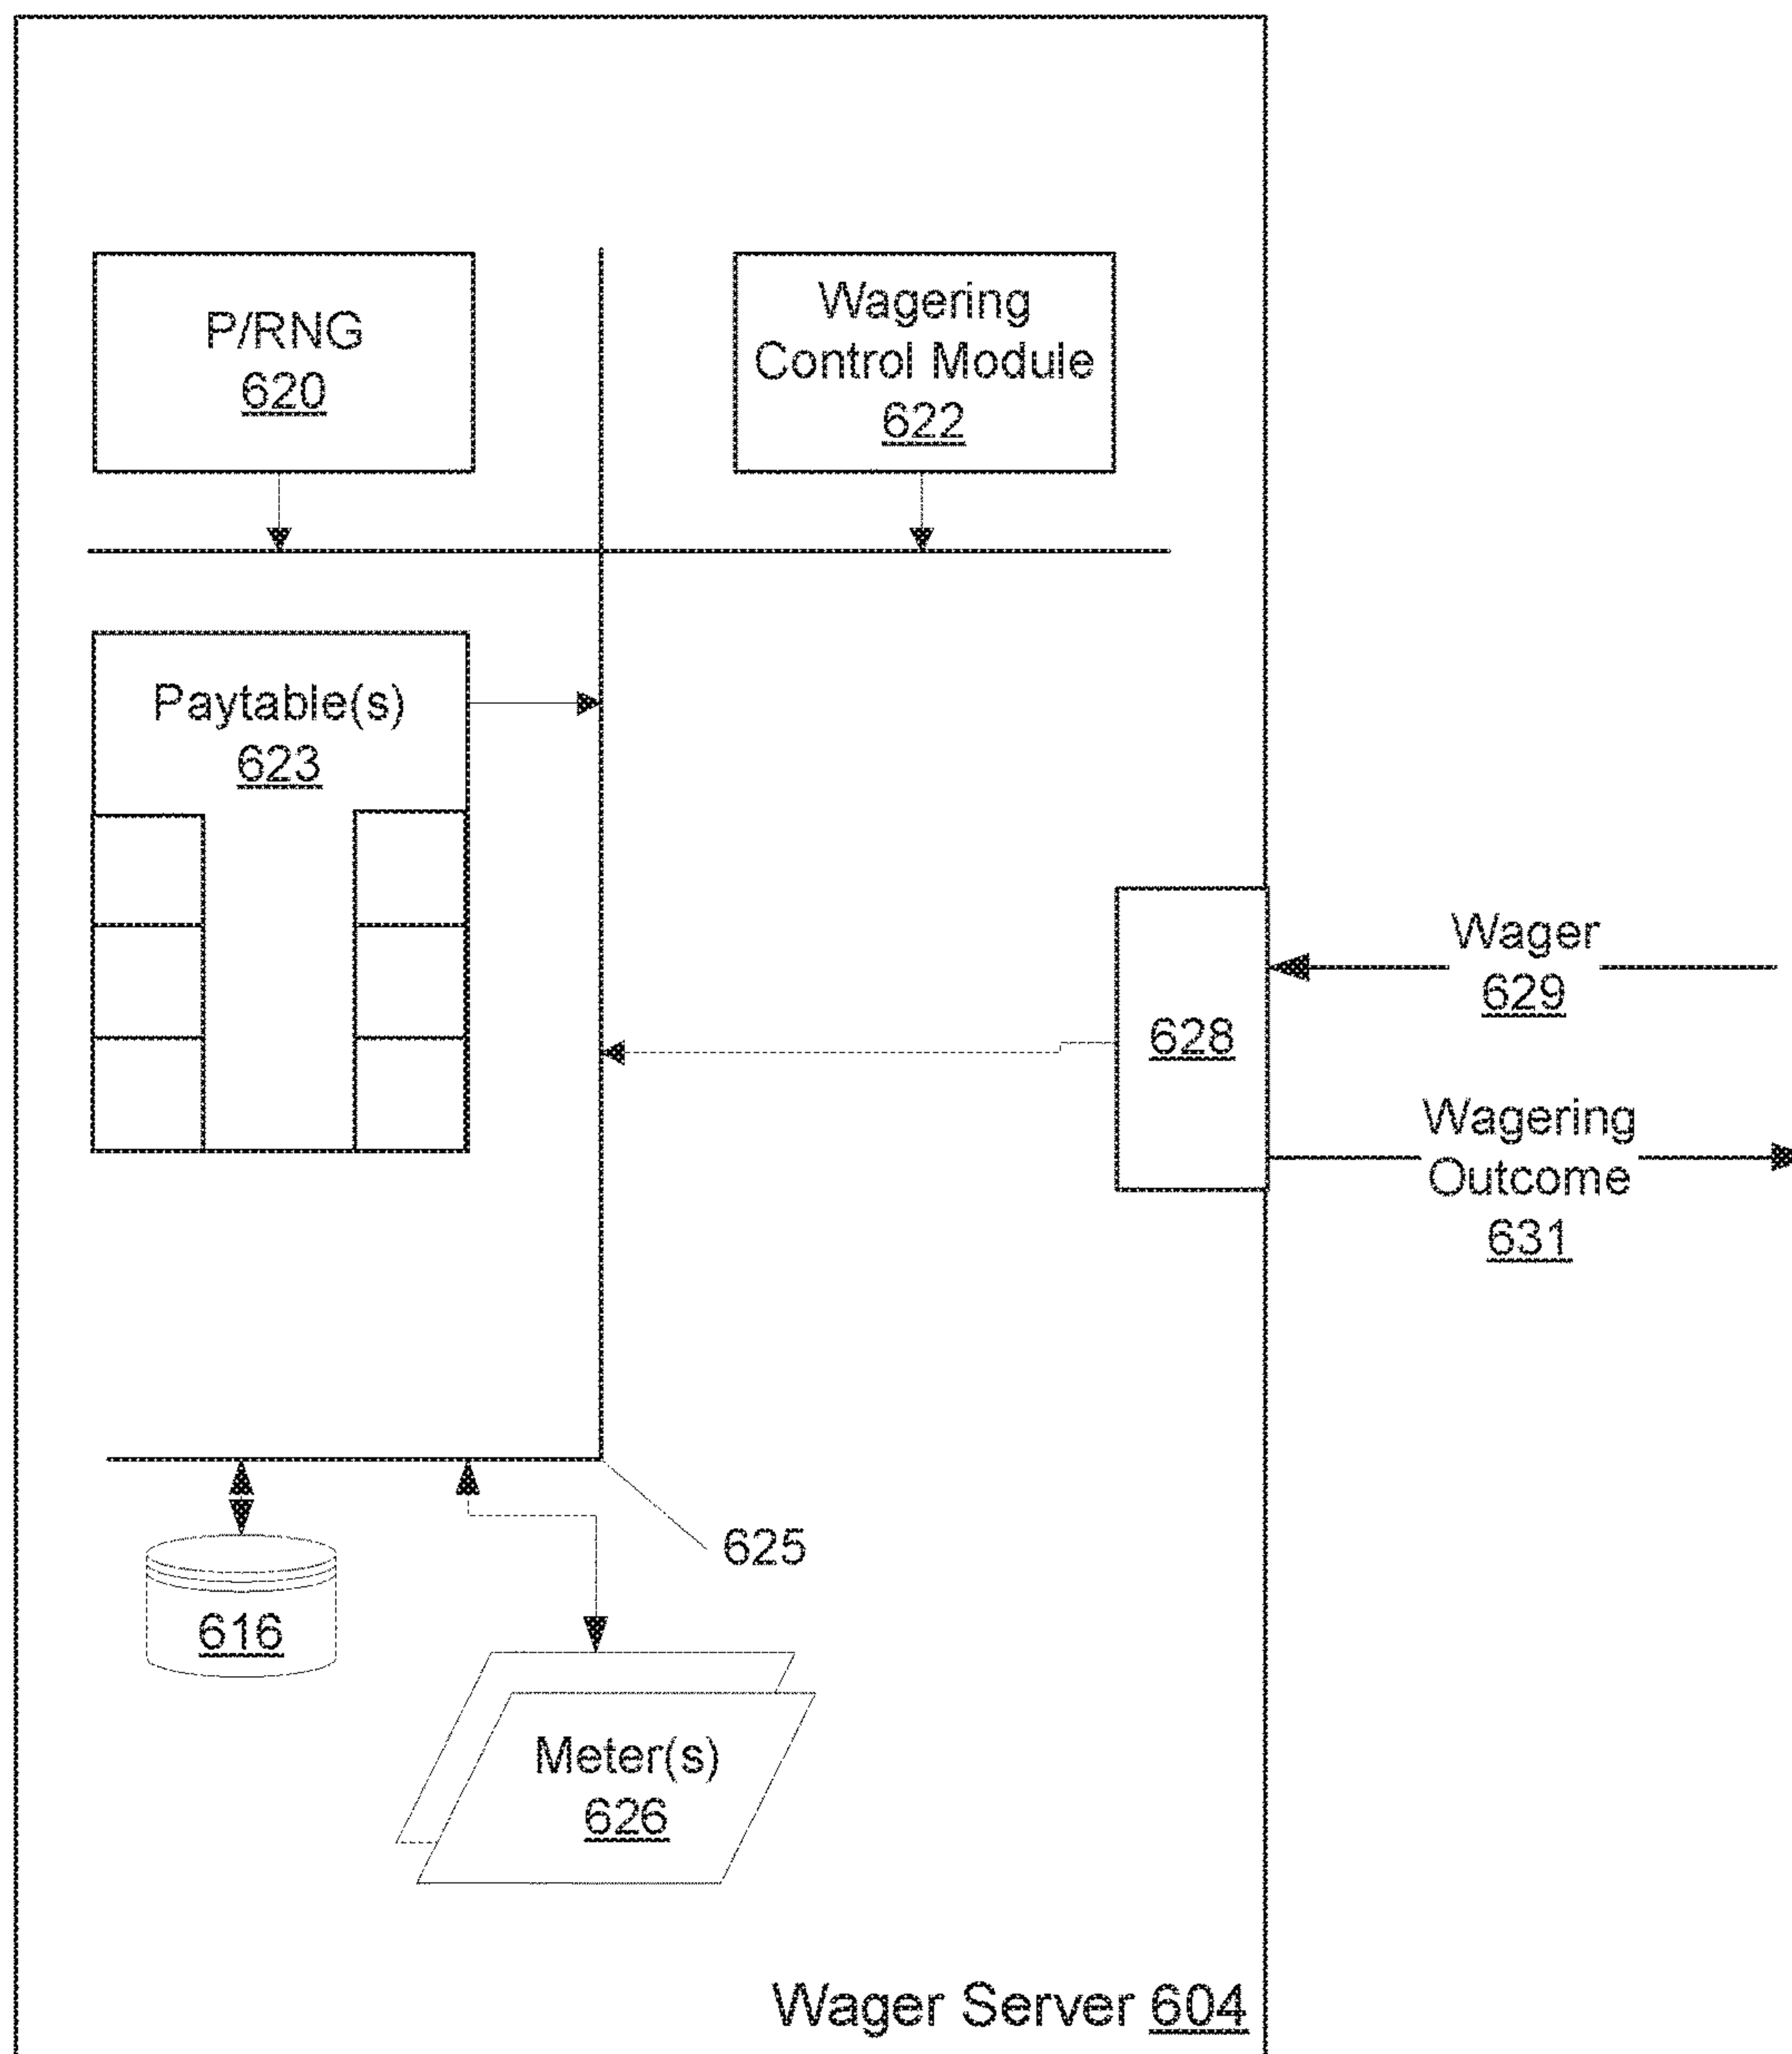 P/RNG
620
Wagering
Control Module
622
Paytable(s)
623
Wager
629
628
Wagering
Outcome
631
625
616
Meter(s)
626
Wager Server 604